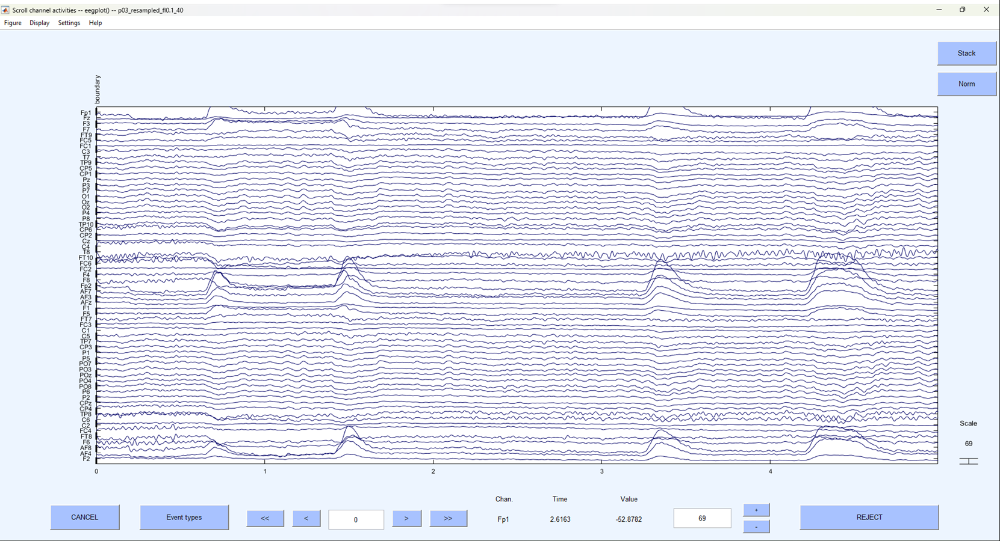 Scroll channel activities -- eegplot() -- p03_resampled_fl0.1_40
Figure Display Settings Help
Stack
Norm
boundary
Fp1
Fz
F3
F7
FT9
FC5
FC1
C3
T7
TP9
CP5
CP1
Pz
P3
P7
O1
Oz
O2
P4
P8
TP10
CP6
CP2
Cz
C4
T8
FT10
FC6
FC2
F4
F8
Fp2
AF7
AF3
AFz
F1
F5
FT7
FC3
C1
C5
TP7
CP3
P1
P5
PO7
PO3
POz
PO4
PO8
P6
P2
CPz
CP4
TP8
C6
C2
FC4
FT8
F6
AF8
AF4
F2
0 1 2 3 4
Scale
69
Chan. Time Value
Fp1 2.6163 -52.8782
CANCEL Event types << < 0 > >> 69 + - REJECT